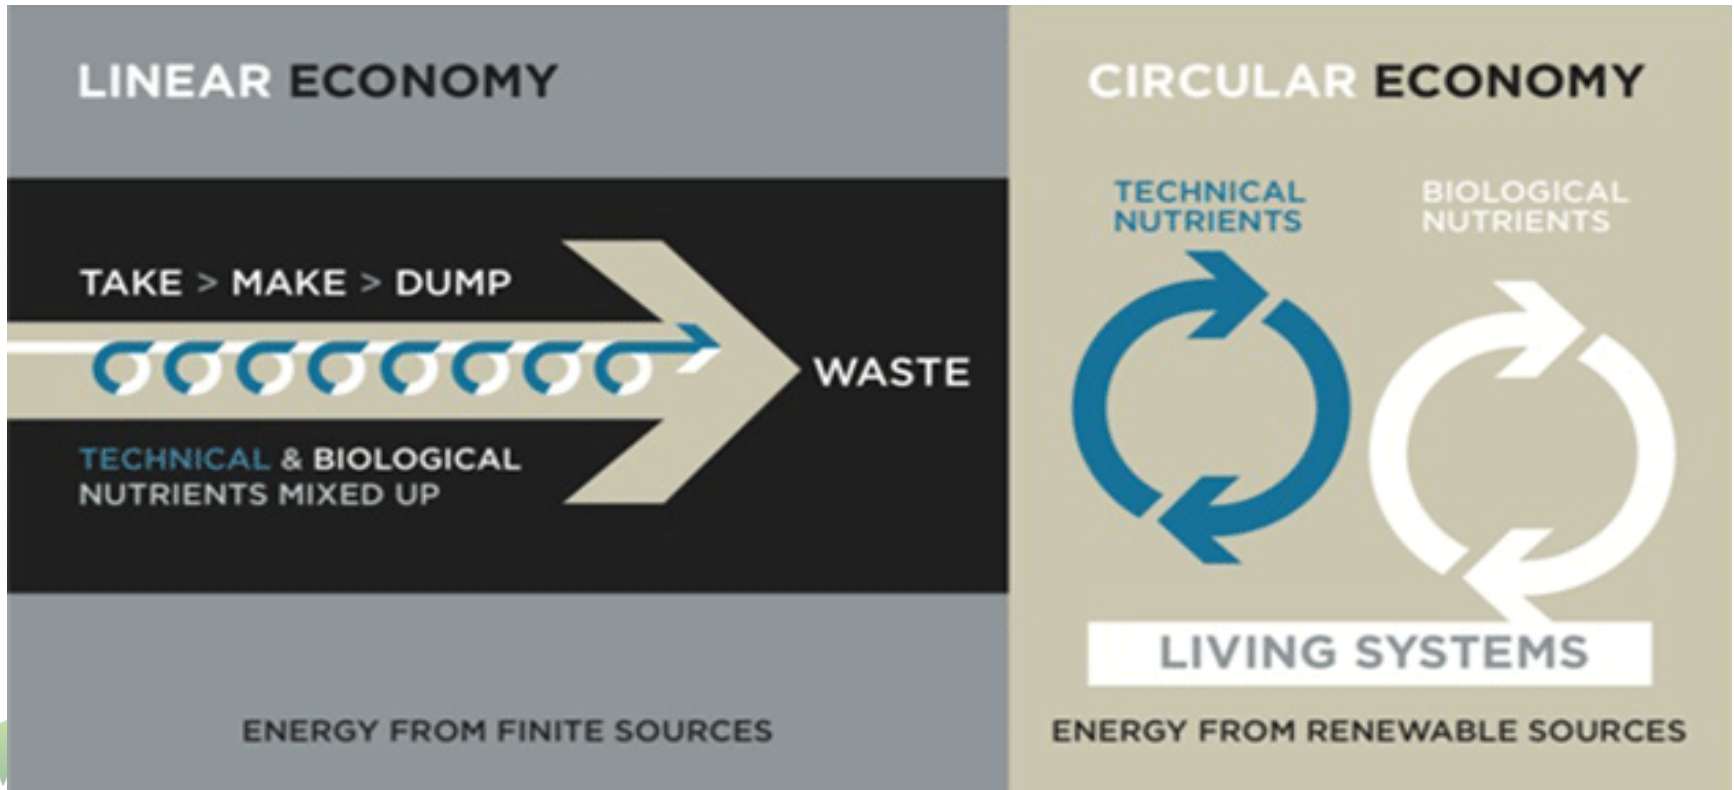 LINEAR ECONOMY
TAKE > MAKE > DUMP
WASTE
TECHNICAL & BIOLOGICAL
NUTRIENTS MIXED UP
ENERGY FROM FINITE SOURCES
CIRCULAR ECONOMY
TECHNICAL
NUTRIENTS
BIOLOGICAL
NUTRIENTS
LIVING SYSTEMS
ENERGY FROM RENEWABLE SOURCES